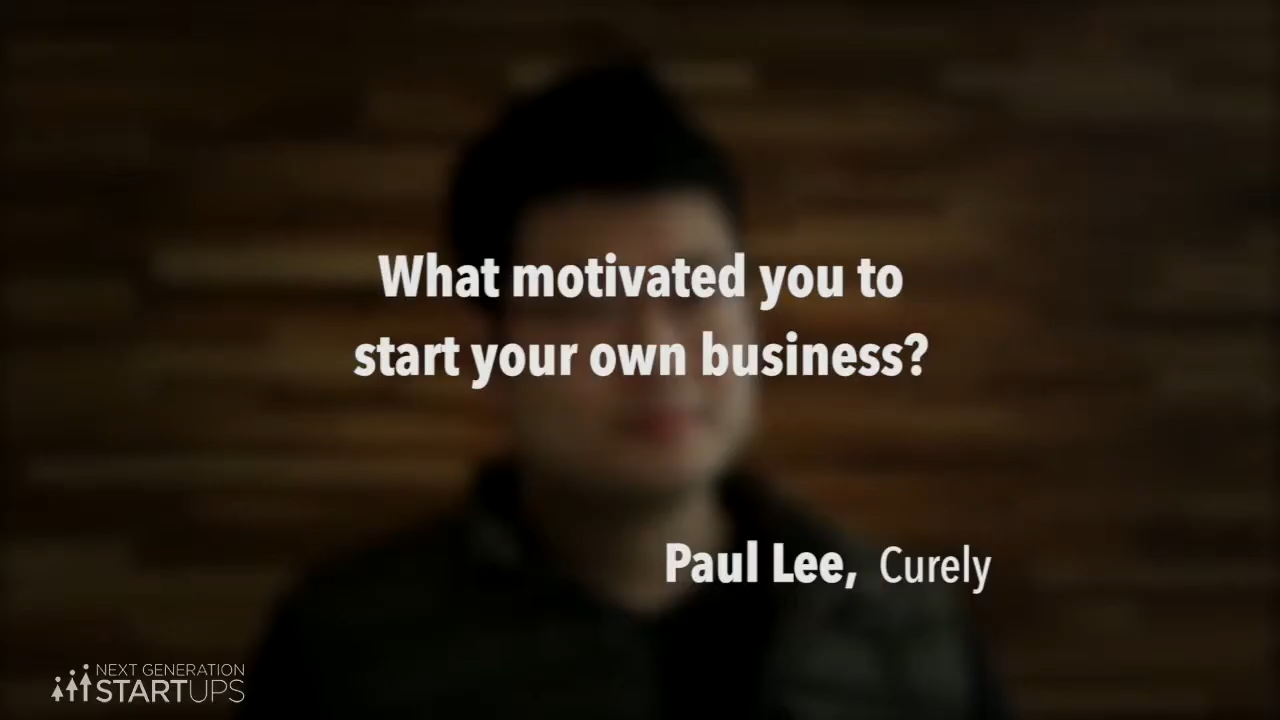 What motivated you to
start your own business?
Paul Lee, Curely
NEXT GENERATION
STARTUPS